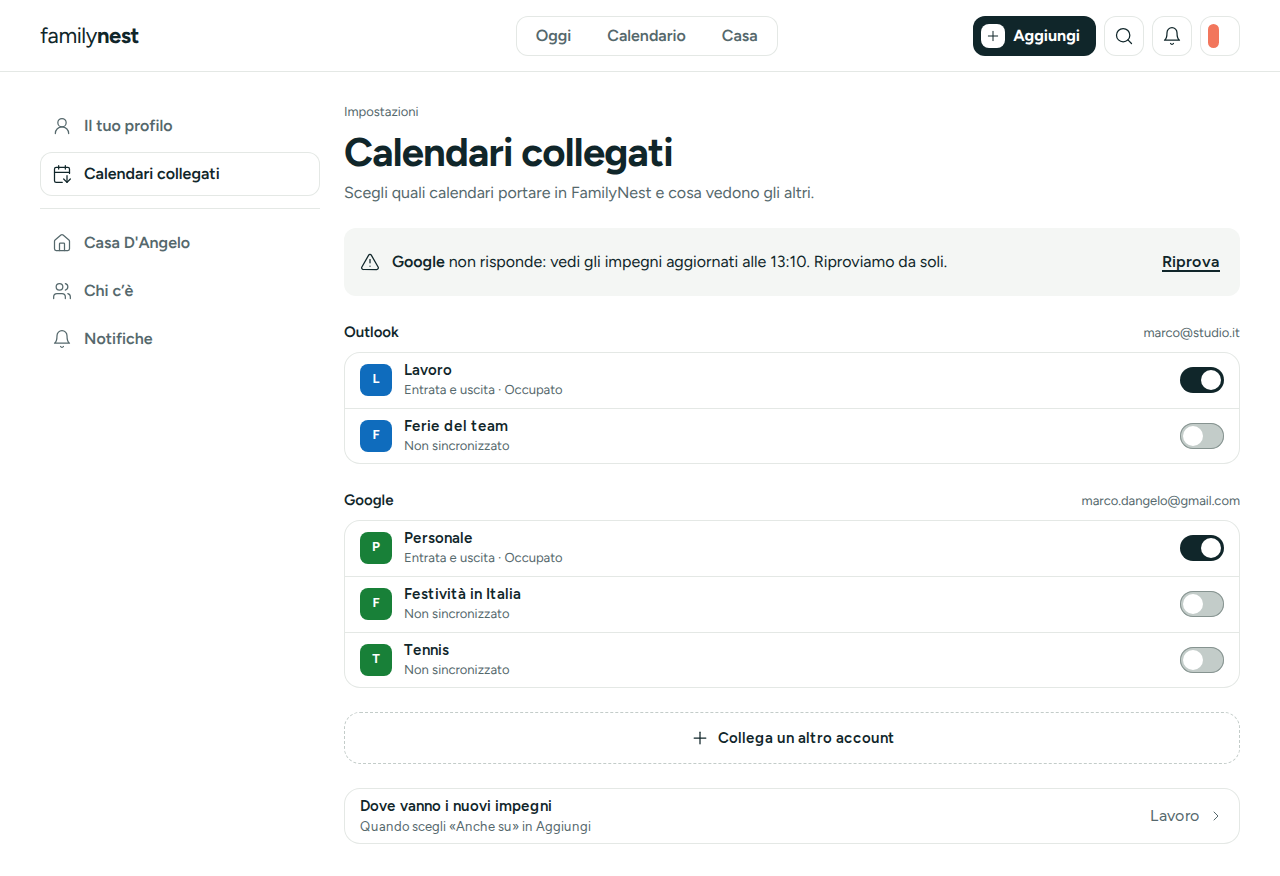 familynest
Oggi
Calendario
Casa
Aggiungi
Il tuo profilo
Calendari collegati
Casa D'Angelo
Chi c'è
Notifiche
Impostazioni
Calendari collegati
Scegli quali calendari portare in FamilyNest e cosa vedono gli altri.
Google non risponde: vedi gli impegni aggiornati alle 13:10. Riproviamo da soli.
Riprova
Outlook
marco@studio.it
L
Lavoro
Entrata e uscita · Occupato
F
Ferie del team
Non sincronizzato
Google
marco.dangelo@gmail.com
P
Personale
Entrata e uscita · Occupato
F
Festività in Italia
Non sincronizzato
T
Tennis
Non sincronizzato
Collega un altro account
Dove vanno i nuovi impegni
Quando scegli «Anche su» in Aggiungi
Lavoro